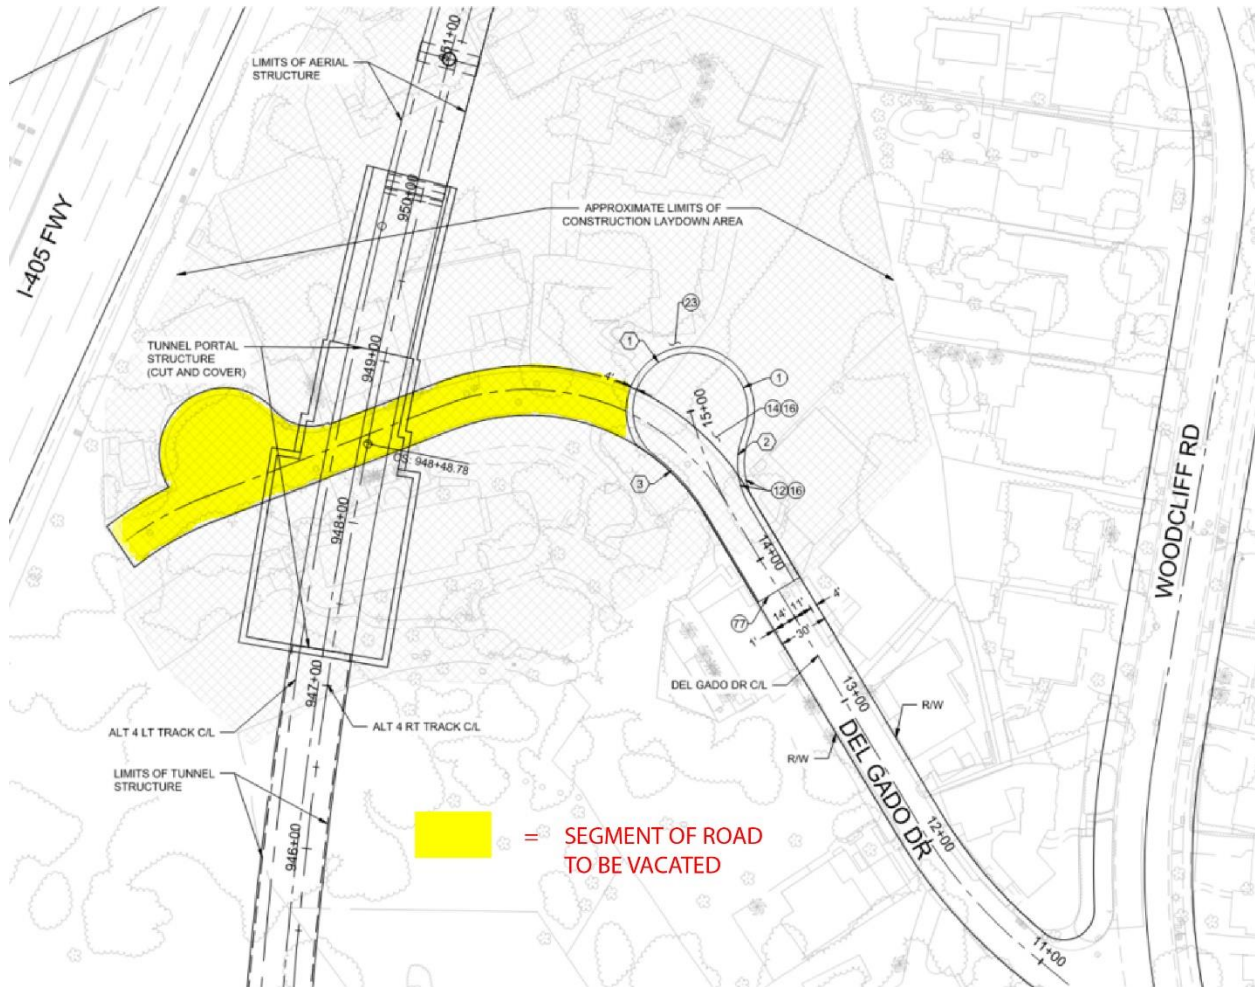 951+00
LIMITS OF AERIAL
STRUCTURE
950+00
I-405 FWY
APPROXIMATE LIMITS OF
CONSTRUCTION LAYDOWN AREA
23
TUNNEL PORTAL
STRUCTURE
(CUT AND COVER)
949+00
1
4'
1
15+00
14 16
2
WOODCLIFF RD
CS: 948+48.78
3
12 16
948+00
14+00
77
1'
14'
11'
4'
30'
947+00
DEL GADO DR C/L
13+00
R/W
ALT 4 LT TRACK C/L
ALT 4 RT TRACK C/L
R/W
DEL GADO DR
LIMITS OF TUNNEL
STRUCTURE
946+00
12+00
= SEGMENT OF ROAD
TO BE VACATED
11+00